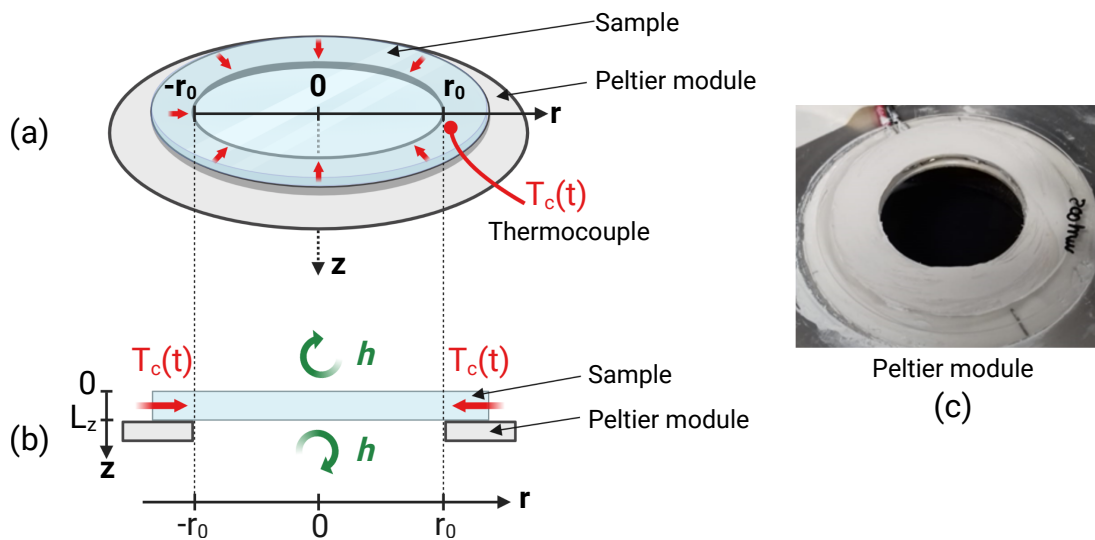 Sample
Peltier module
(a)
-r0
0
r0
r
Tc(t)
Thermocouple
z
Tc(t)
h
Tc(t)
Sample
0
Peltier module
Lz
(b)
z
h
r
-r0
0
r0
Peltier module
(c)